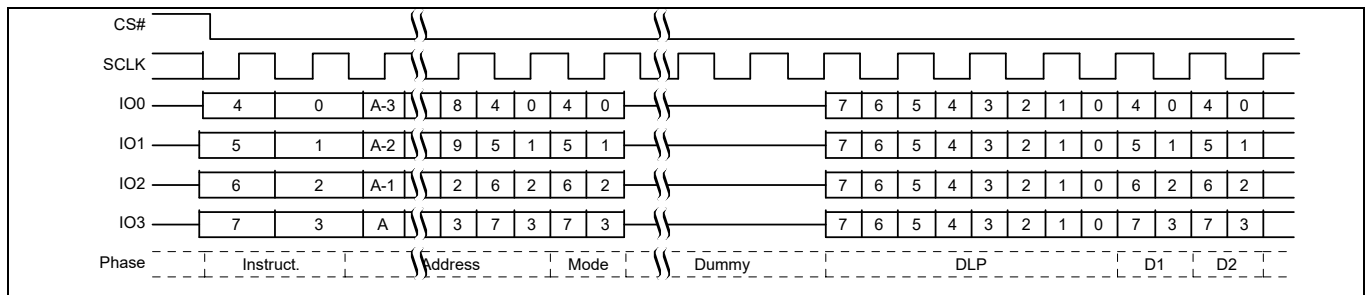 CS#
SCLK
IO0 4 0 A-3 8 4 0 4 0 7 6 5 4 3 2 1 0 4 0 4 0
IO1 5 1 A-2 9 5 1 5 1 7 6 5 4 3 2 1 0 5 1 5 1
IO2 6 2 A-1 2 6 2 6 2 7 6 5 4 3 2 1 0 6 2 6 2
IO3 7 3 A 3 7 3 7 3 7 6 5 4 3 2 1 0 7 3 7 3
Phase Instruct. Address Mode Dummy DLP D1 D2